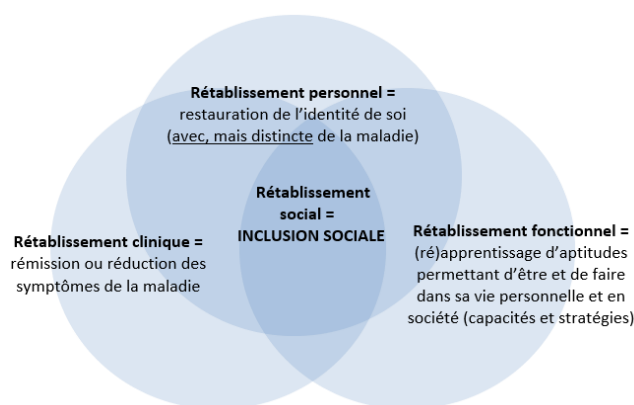 Rétablissement personnel =
restauration de l’identité de soi
(avec, mais distincte de la maladie)
Rétablissement
social =
INCLUSION SOCIALE
Rétablissement clinique =
rémission ou réduction des
symptômes de la maladie
Rétablissement fonctionnel =
(ré)apprentissage d’aptitudes
permettant d’être et de faire
dans sa vie personnelle et en
société (capacités et stratégies)